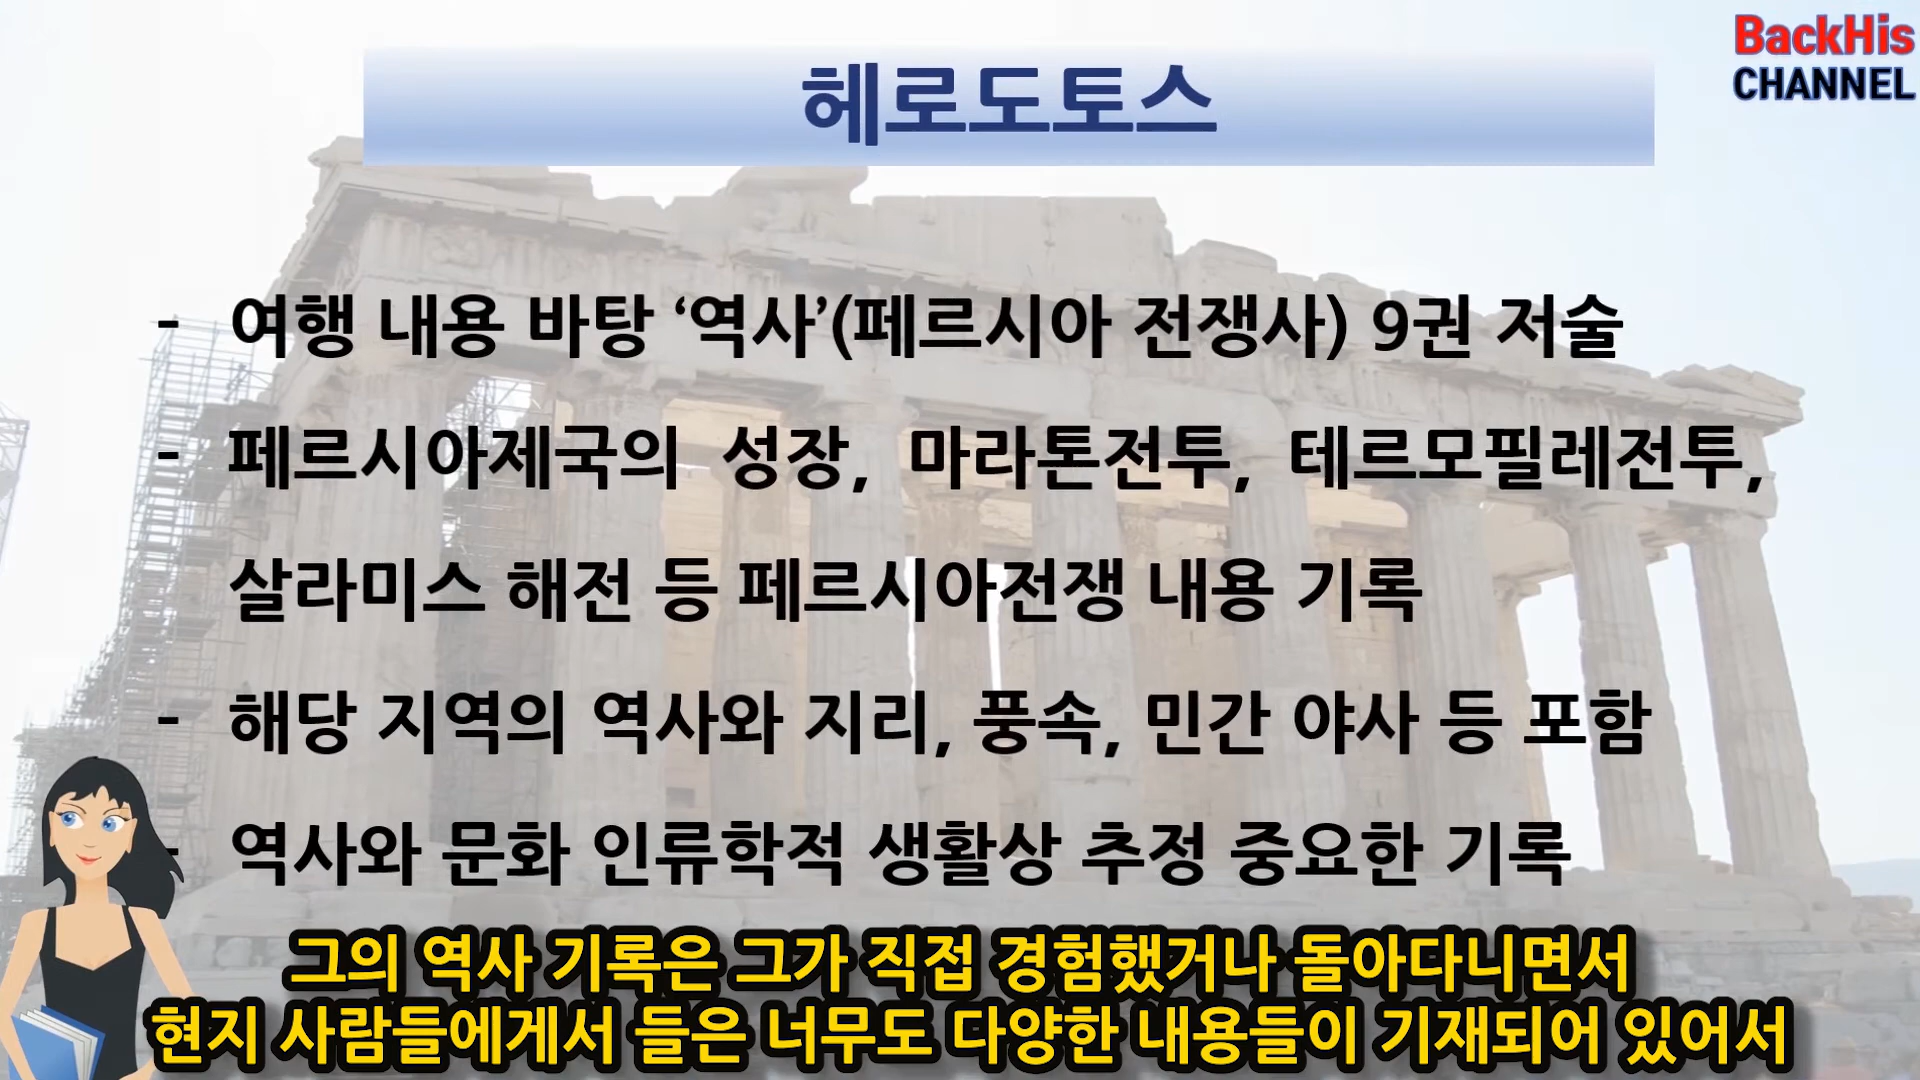 BackHis
CHANNEL
헤로도토스
- 여행 내용 바탕 ‘역사’(페르시아 전쟁사) 9권 저술
- 페르시아제국의 성장, 마라톤전투, 테르모필레전투,
살라미스 해전 등 페르시아전쟁 내용 기록
- 해당 지역의 역사와 지리, 풍속, 민간 야사 등 포함
- 역사와 문화 인류학적 생활상 추정 중요한 기록
그의 역사 기록은 그가 직접 경험했거나 돌아다니면서
현지 사람들에게서 들은 너무도 다양한 내용들이 기재되어 있어서